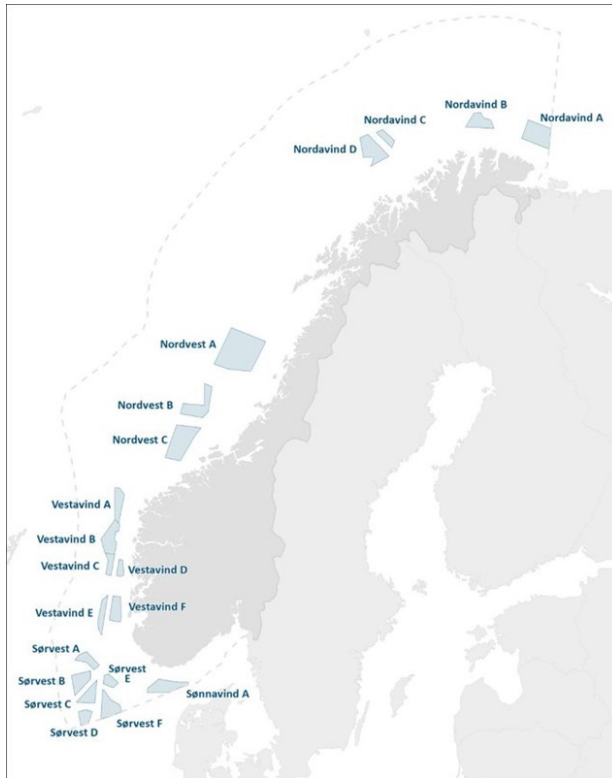 Nordavind B
Nordavind A
Nordavind C
Nordavind D
Nordvest A
Nordvest B
Nordvest C
Vestavind A
Vestavind B
Vestavind C
Vestavind D
Vestavind E
Vestavind F
Sørvest A
Sørvest
E
Sørvest B
Sønnavind A
Sørvest C
Sørvest F
Sørvest D